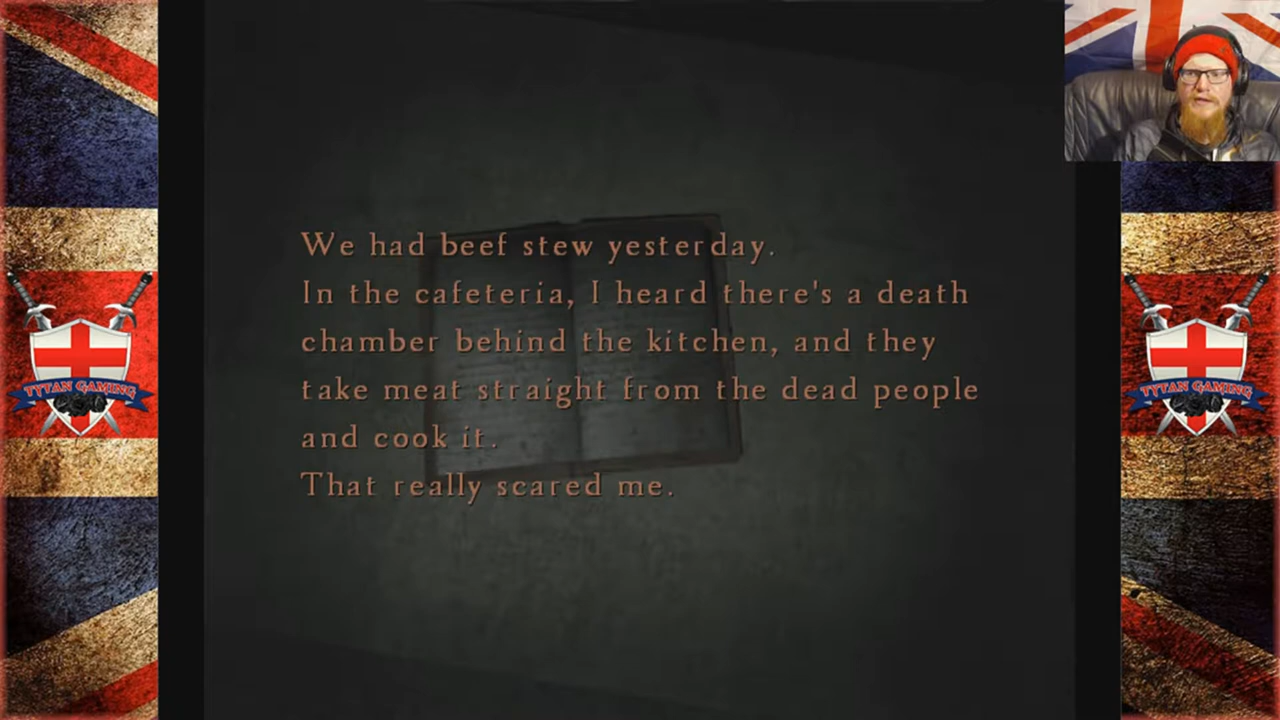 We had beef stew yesterday.
In the cafeteria, I heard there's a death
chamber behind the kitchen, and they
take meat straight from the dead people
and cook it.
That really scared me.
TYTAN GAMING
TYTAN GAMING